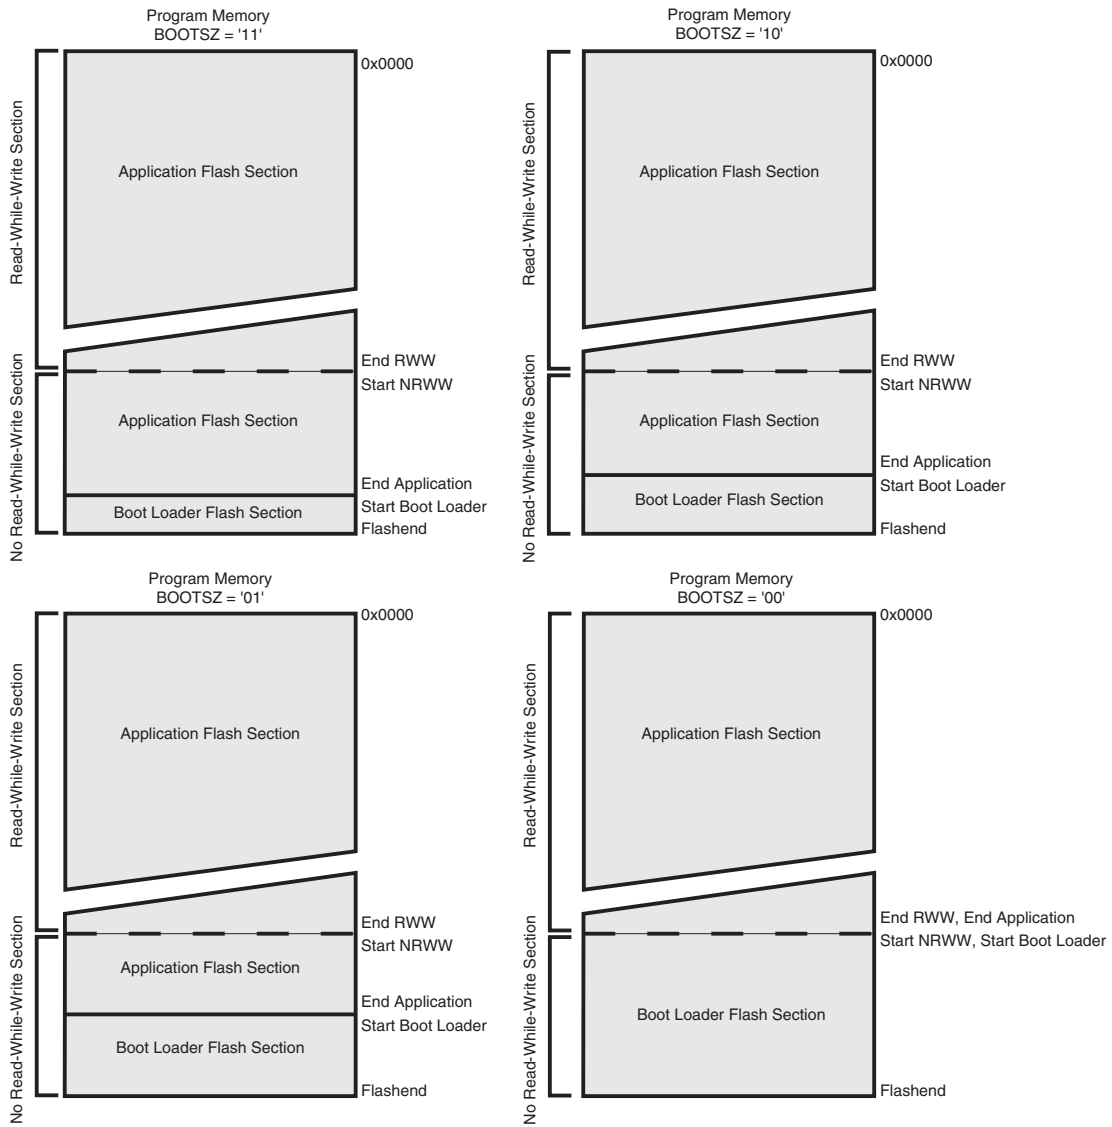 Program Memory
BOOTSZ = '11'
0x0000
Read-While-Write Section
Application Flash Section
End RWW
Start NRWW
No Read-While-Write Section
Application Flash Section
End Application
Start Boot Loader
Boot Loader Flash Section
Flashend
Program Memory
BOOTSZ = '10'
0x0000
Read-While-Write Section
Application Flash Section
End RWW
Start NRWW
No Read-While-Write Section
Application Flash Section
End Application
Start Boot Loader
Boot Loader Flash Section
Flashend
Program Memory
BOOTSZ = '01'
0x0000
Read-While-Write Section
Application Flash Section
End RWW
Start NRWW
No Read-While-Write Section
Application Flash Section
End Application
Start Boot Loader
Boot Loader Flash Section
Flashend
Program Memory
BOOTSZ = '00'
0x0000
Read-While-Write Section
Application Flash Section
End RWW, End Application
Start NRWW, Start Boot Loader
No Read-While-Write Section
Boot Loader Flash Section
Flashend